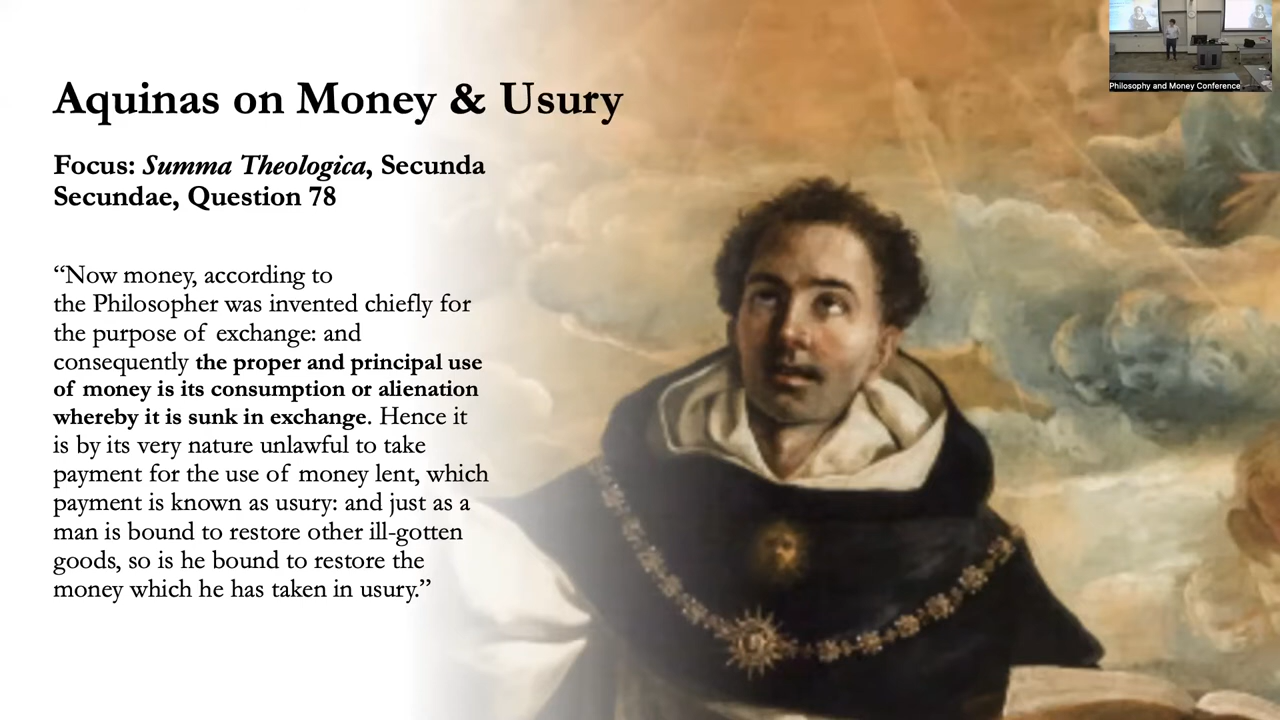 Philosophy and Money Conference
Aquinas on Money & Usury
Focus: Summa Theologica, Secunda
Secundae, Question 78
“Now money, according to
the Philosopher was invented chiefly for
the purpose of exchange: and
consequently the proper and principal use
of money is its consumption or alienation
whereby it is sunk in exchange. Hence it
is by its very nature unlawful to take
payment for the use of money lent, which
payment is known as usury: and just as a
man is bound to restore other ill-gotten
goods, so is he bound to restore the
money which he has taken in usury.”